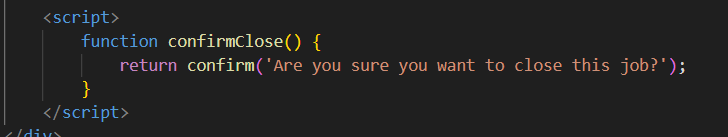 <script>
function confirmClose() {
return confirm('Are you sure you want to close this job?');
}
</script>
</div>